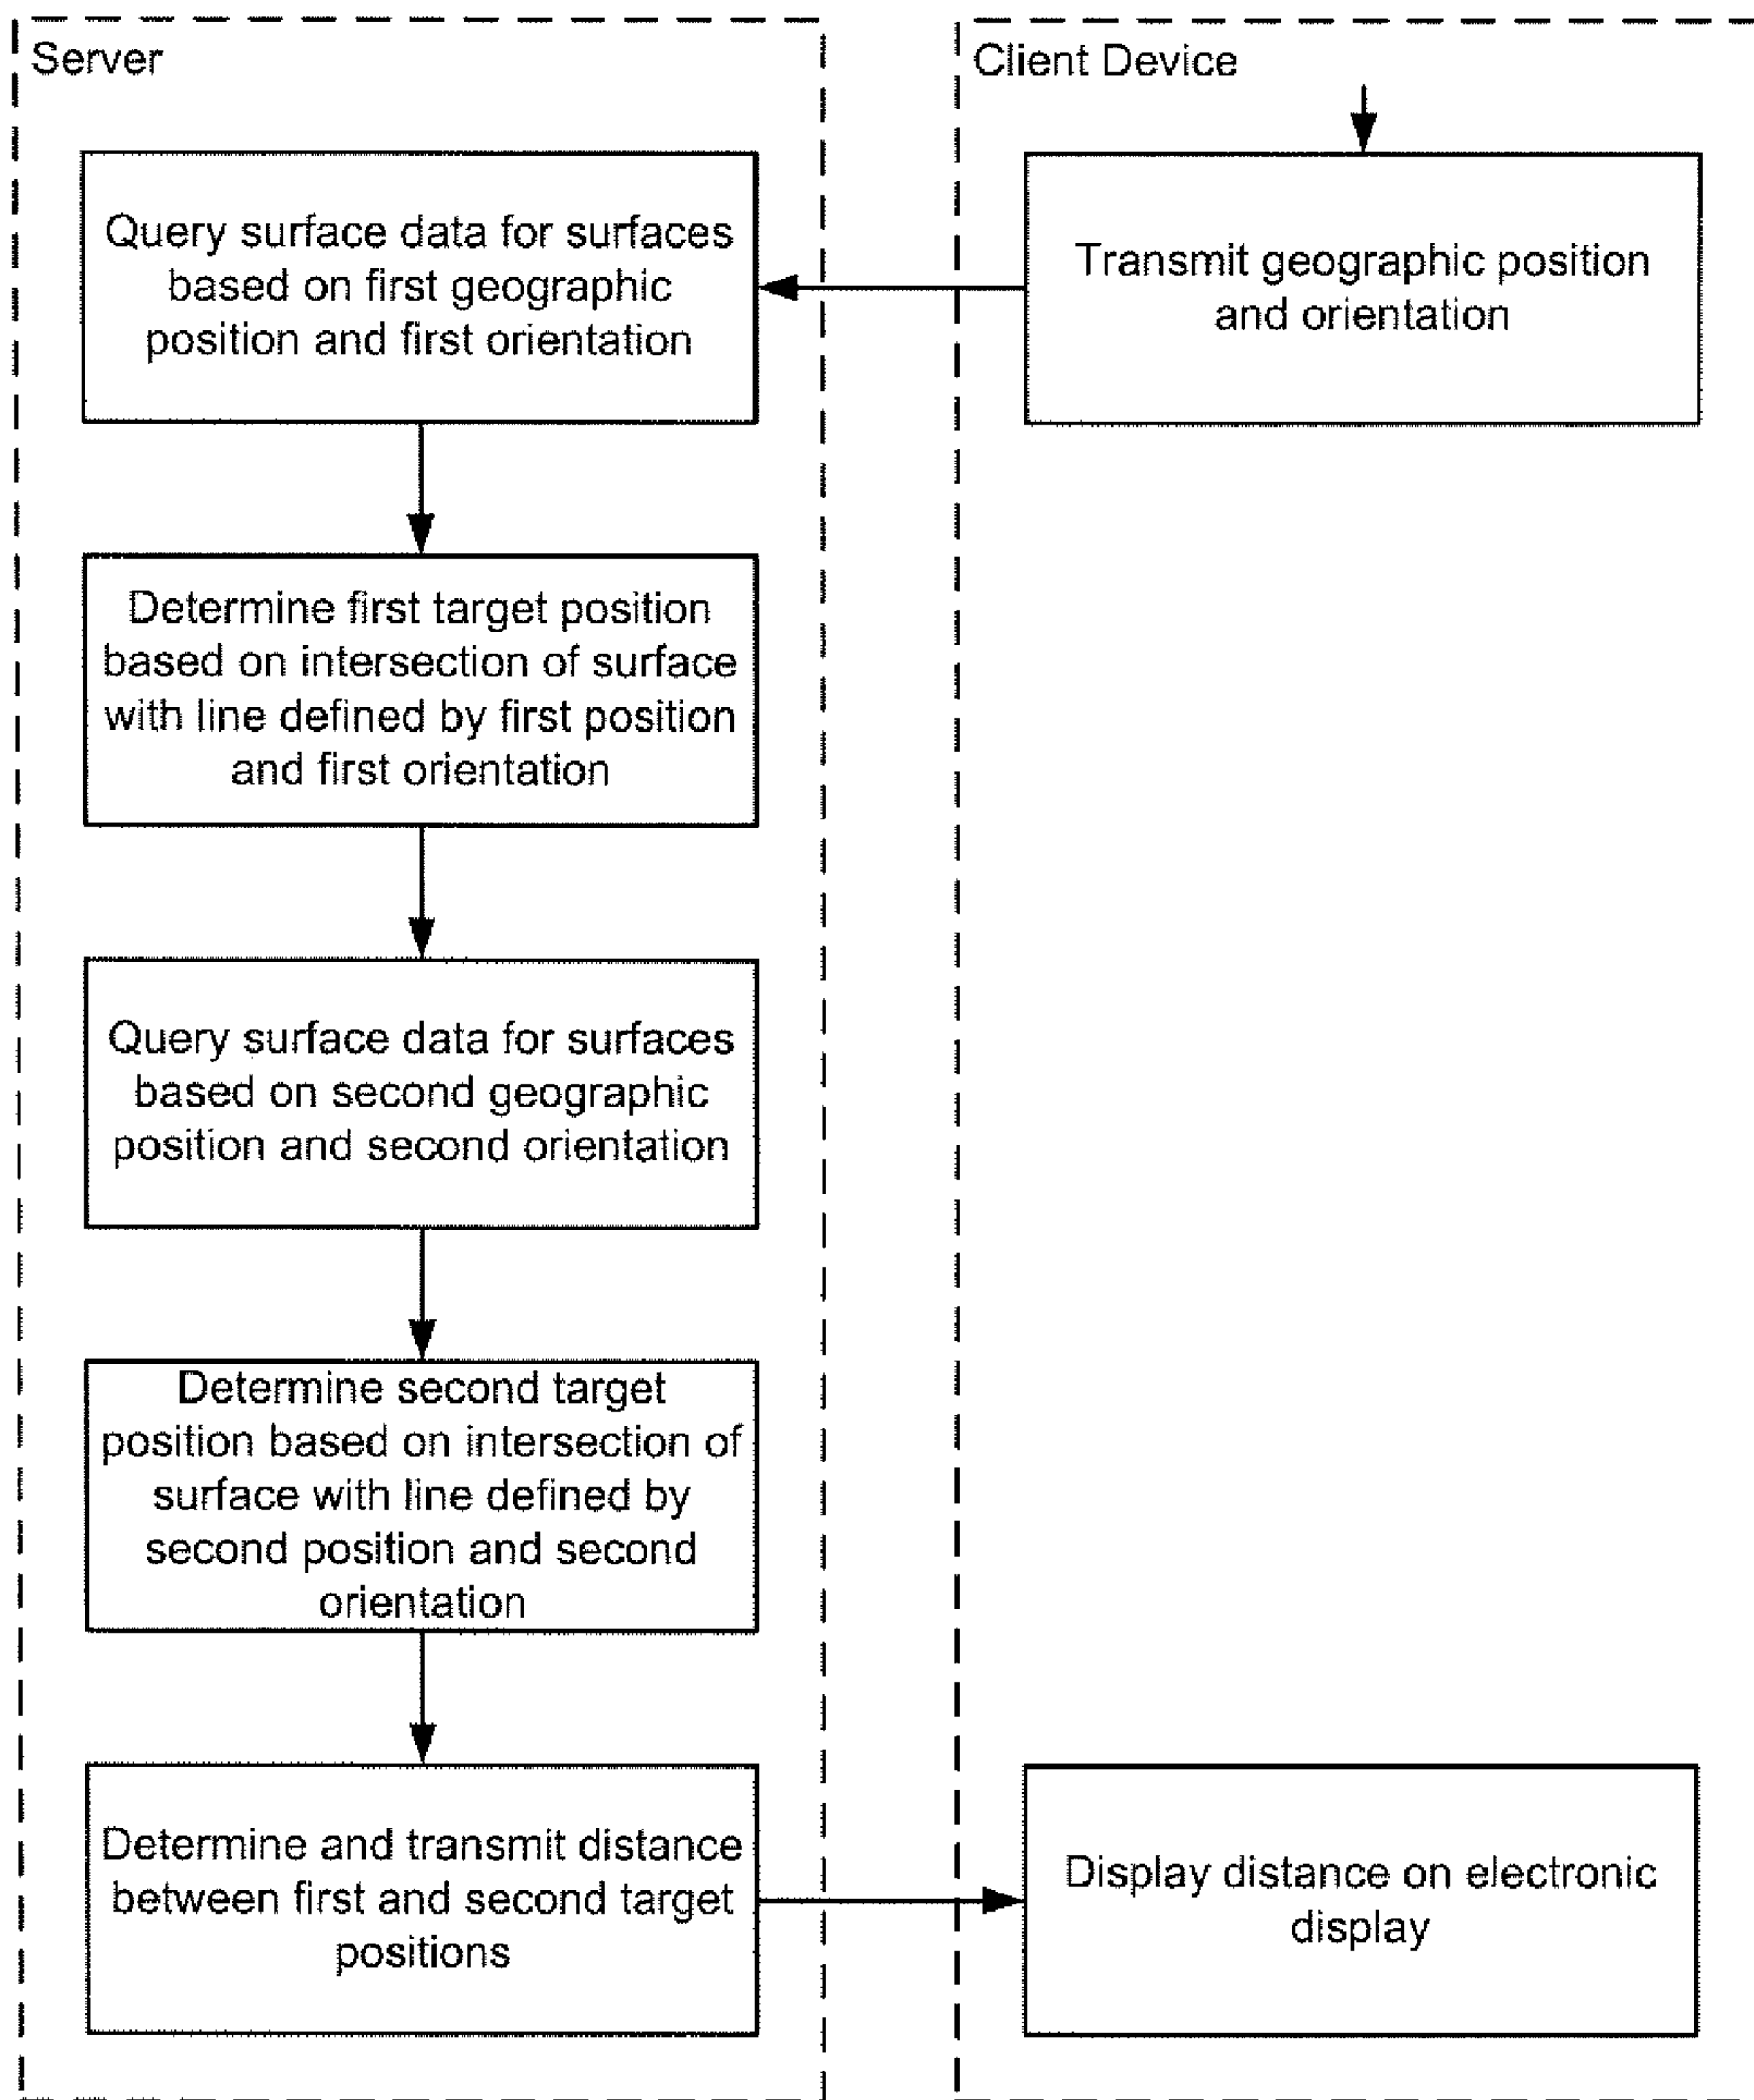 Server
Query surface data for surfaces
based on first geographic
position and first orientation
Determine first target position
based on intersection of surface
with line defined by first position
and first orientation
Query surface data for surfaces
based on second geographic
position and second orientation
Determine second target
position based on intersection of
surface with line defined by
second position and second
orientation
Determine and transmit distance
between first and second target
positions
Client Device
Transmit geographic position
and orientation
Display distance on electronic
display